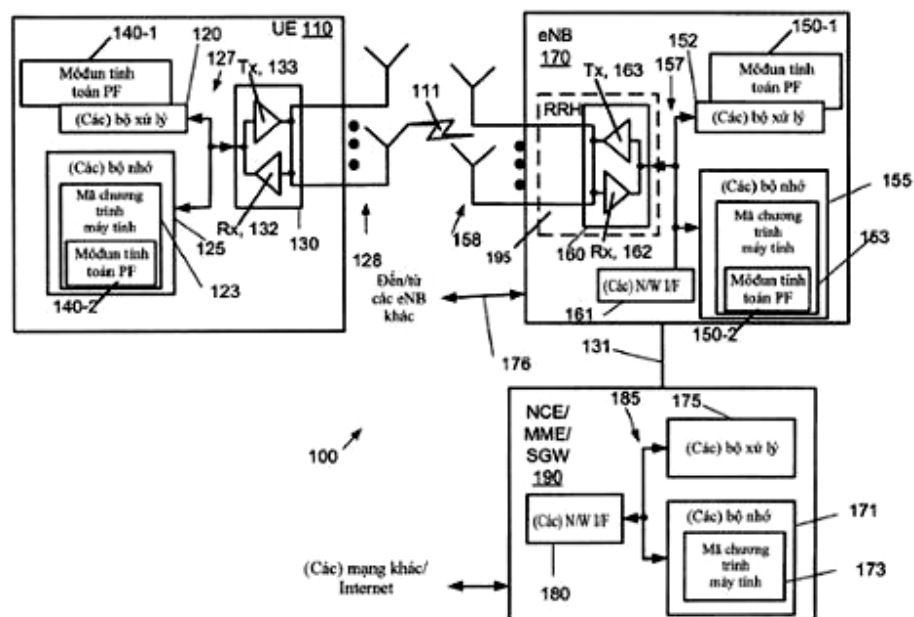 140-1
120
UE 110
127
Môđun tính
toán PF
(Các) bộ xử lý
Tx, 133
(Các) bộ nhớ
Mã chương
trình
máy tính
125
Môđun tính
toán PF
140-2
123
Rx, 132
130
128
111
158
Đến/từ
các eNB
khác
176
eNB
170
RRH
Tx, 163
152
157
150-1
Môđun tính
toán PF
(Các) bộ xử lý
195
160
Rx, 162
(Các) N/W I/F
161
(Các) bộ nhớ
155
Mã chương
trình
máy tính
153
Môđun tính
toán PF
150-2
131
100
NCE/
MME/
SGW
190
185
175
(Các) bộ xử lý
(Các) N/W I/F
180
(Các) bộ nhớ
171
Mã chương
trình
máy tính
173
(Các) mạng khác/
Internet